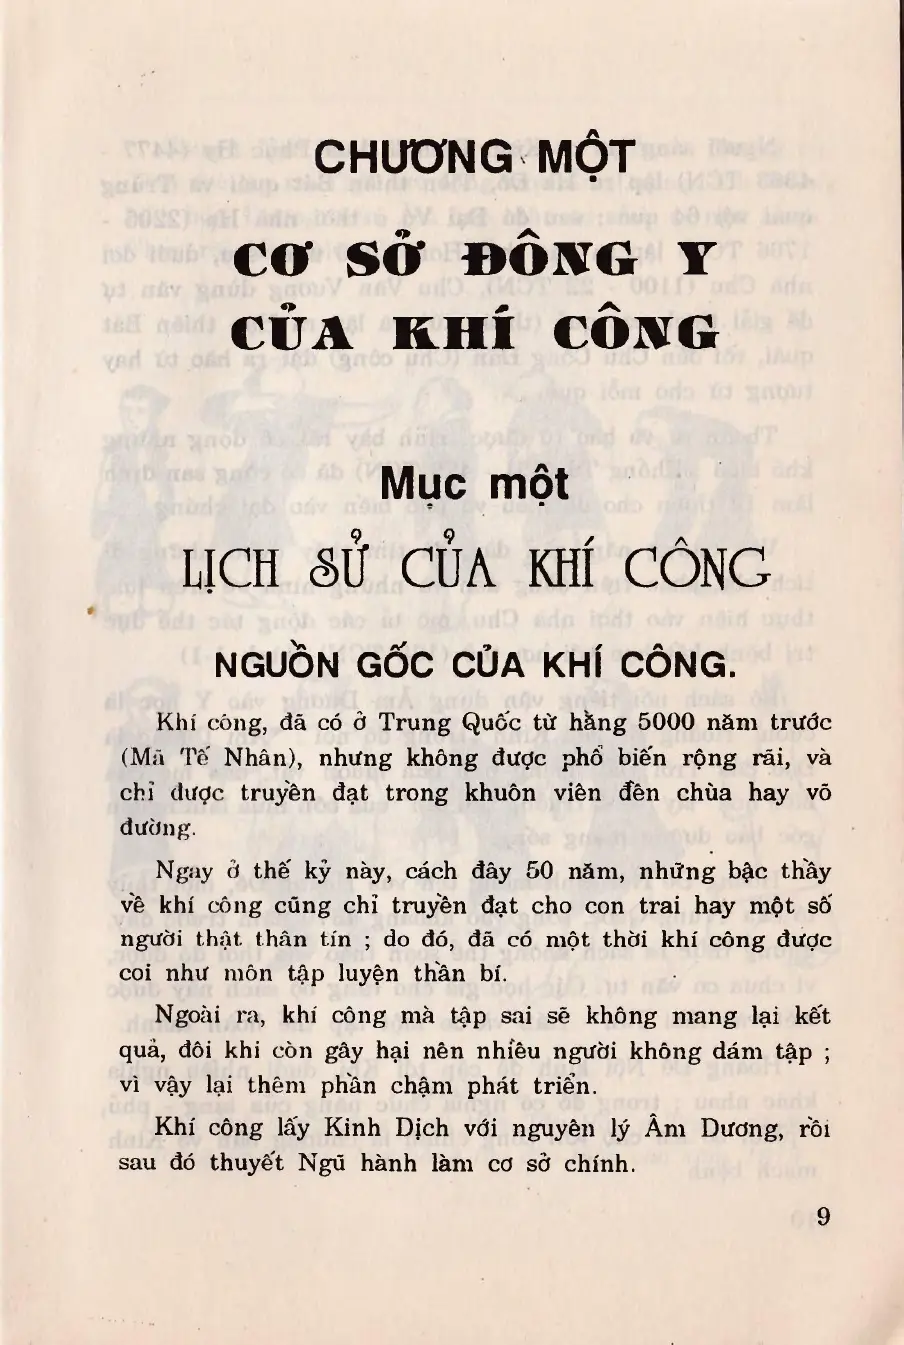 CHƯƠNG MỘT
CƠ SỞ ĐÔNG Y
CỦA KHÍ CÔNG
Mục một
LỊCH SỬ CỦA KHÍ CÔNG
NGUỒN GỐC CỦA KHÍ CÔNG.
Khí công, đã có ở Trung Quốc từ hằng 5000 năm trước
(Mã Tế Nhân), nhưng không được phổ biến rộng rãi, và
chỉ được truyền đạt trong khuôn viên đền chùa hay võ
đường.
Ngay ở thế kỷ này, cách đây 50 năm, những bậc thầy
về khí công cũng chỉ truyền đạt cho con trai hay một số
người thật thân tín ; do đó, đã có một thời khí công được
coi như môn tập luyện thần bí.
Ngoài ra, khí công mà tập sai sẽ không mang lại kết
quả, đôi khi còn gây hại nên nhiều người không dám tập ;
vì vậy lại thêm phần chậm phát triển.
Khí công lấy Kinh Dịch với nguyên lý Âm Dương, rồi
sau đó thuyết Ngũ hành làm cơ sở chính.
9